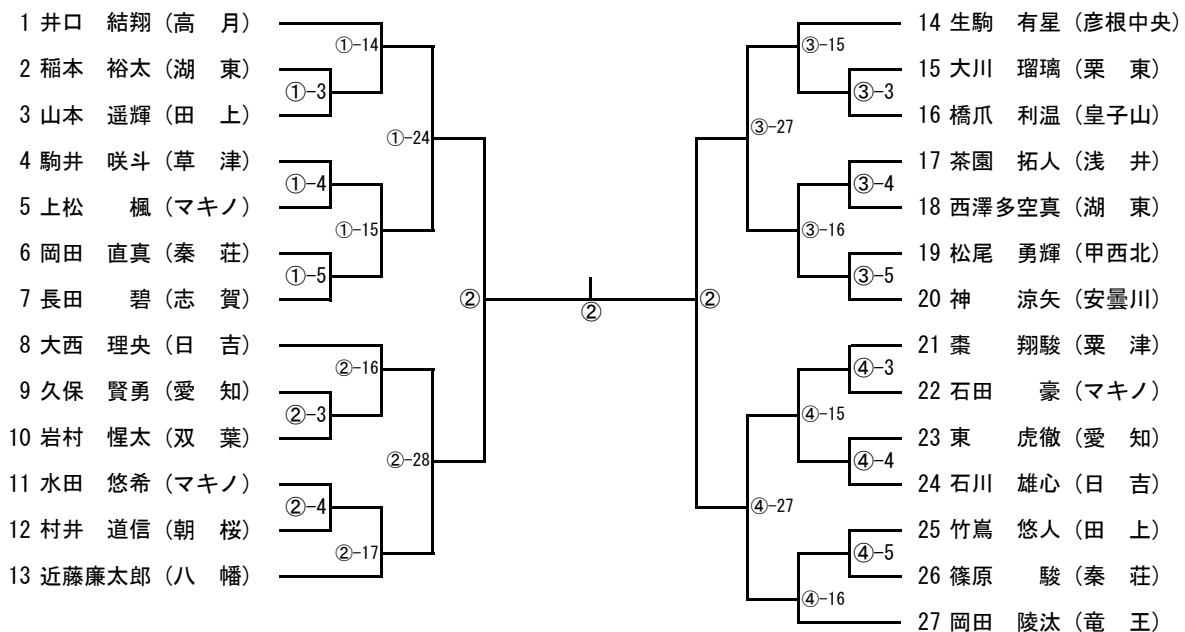 1 井口　結翔（高　月）
2 稲本　裕太（湖　東）
3 山本　遥輝（田　上）
4 駒井　咲斗（草　津）
5 上松　　楓（マキノ）
6 岡田　直真（秦　荘）
7 長田　　碧（志　賀）
8 大西　理央（日　吉）
9 久保　賢勇（愛　知）
10 岩村　惺太（双　葉）
11 水田　悠希（マキノ）
12 村井　道信（朝　桜）
13 近藤廉太郎（八　幡）
①-14
①-3
①-24
①-4
①-15
①-5
②
②-16
②-3
②-28
②-4
②-17
②
③-15
③-3
③-27
③-4
③-16
③-5
②
④-3
④-15
④-4
④-27
④-5
④-16
14 生駒　有星（彦根中央）
15 大川　瑠璃（栗　東）
16 橋爪　利温（皇子山）
17 茶園　拓人（浅　井）
18 西澤多空真（湖　東）
19 松尾　勇輝（甲西北）
20 神　　涼矢（安曇川）
21 棗　　翔駿（粟　津）
22 石田　　豪（マキノ）
23 東　　虎徹（愛　知）
24 石川　雄心（日　吉）
25 竹嶌　悠人（田　上）
26 篠原　　駿（秦　荘）
27 岡田　陵汰（竜　王）